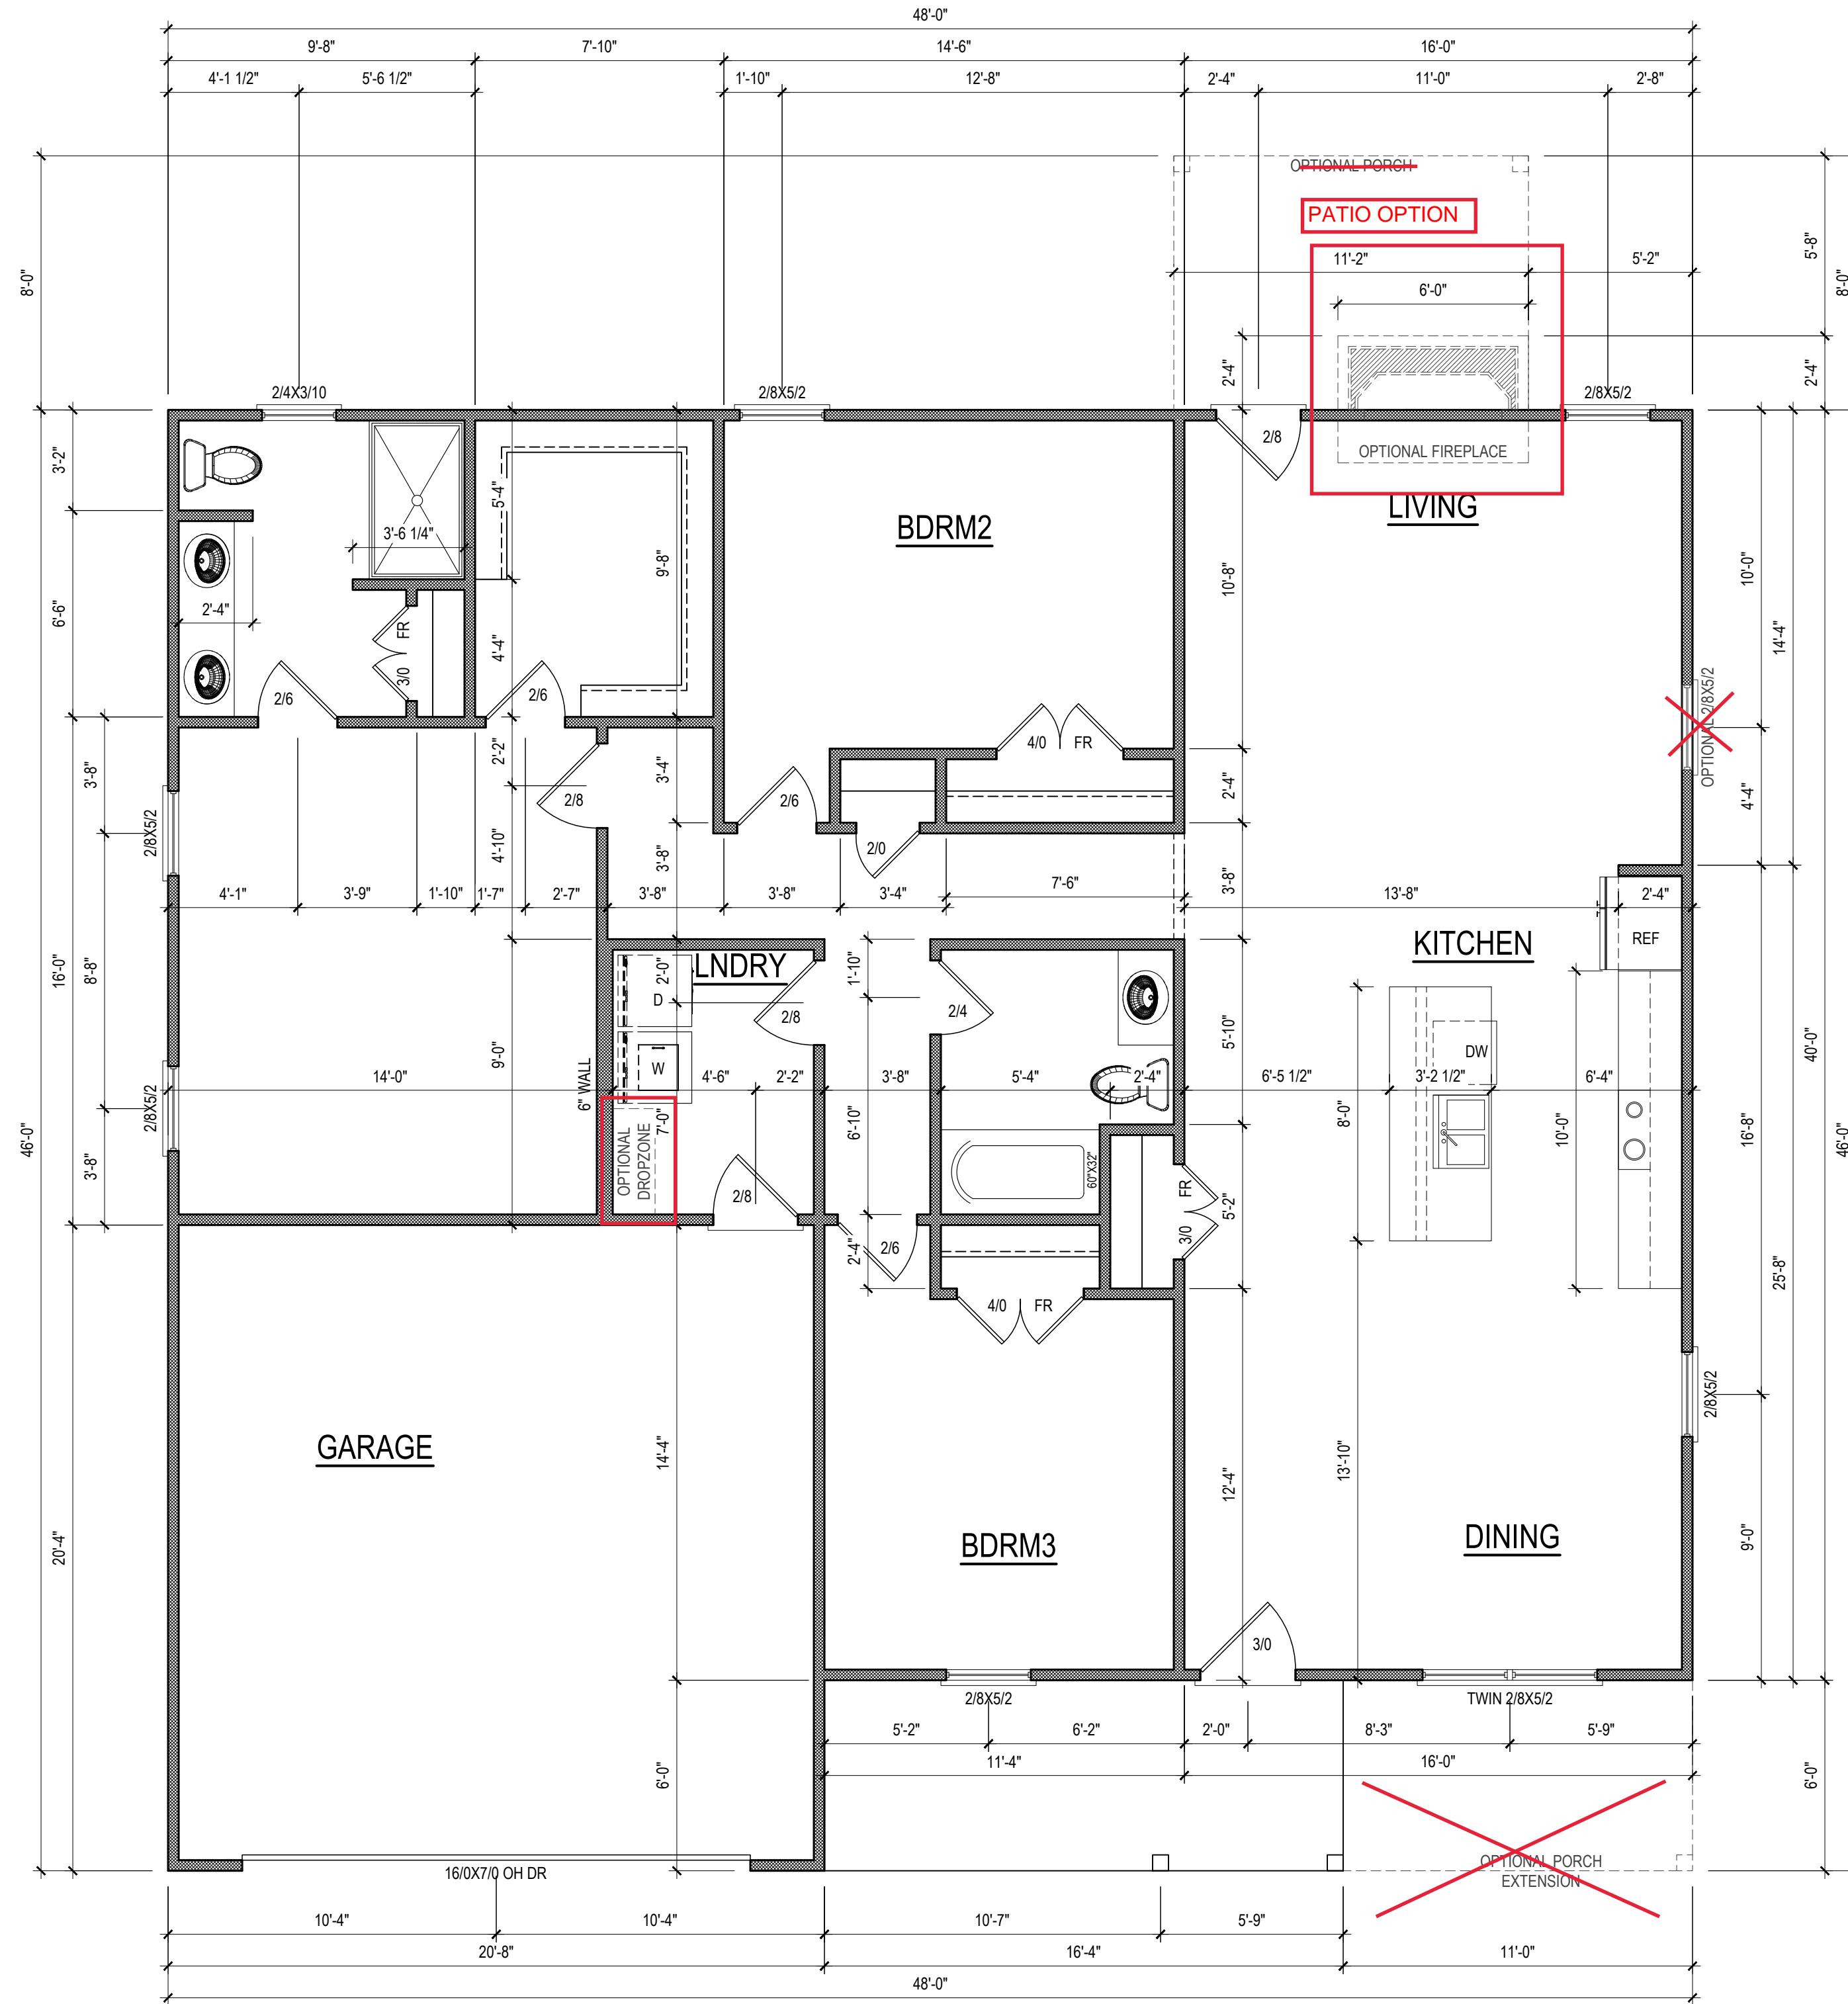 48'-0"
9'-8" 7'-10" 14'-6" 16'-0"
4'-1 1/2" 5'-6 1/2" 1'-10" 12'-8" 2'-4" 11'-0" 2'-8"
OPTIONAL PORCH
PATIO OPTION
8'-0"
5'-8"
8'-0"
11'-2" 5'-2"
6'-0"
2'-4"
2'-4"
2/4X3/10 2/8X5/2 2/8X5/2
2/8
OPTIONAL FIREPLACE
LIVING
BDRM2
3'-2"
5'-4"
3'-6 1/4"
9'-8"
10'-8"
10'-0"
6'-6"
2'-4"
FR
3/0
4'-4"
14'-4"
2/6
2/6
OPTIONAL 2/8X5/2
4/0 FR
2'-2"
3'-8"
3'-4"
2/8
2/6
2'-4"
4'-4"
2/8X5/2
4'-10"
2/0
3'-8"
3'-8"
4'-1" 3'-9" 1'-10" 1'-7" 2'-7" 3'-8" 3'-8" 3'-4" 7'-6" 13'-8" 2'-4"
KITCHEN
REF
LNDRY
16'-0"
8'-8"
2'-0"
D
1'-10"
2/8
2/4
5'-10"
9'-0"
40'-0"
DW
W
6" WALL
14'-0" 4'-6" 2'-2" 3'-8" 5'-4" 2'-4" 6'-5 1/2" 3'-2 1/2" 6'-4"
2/8X5/2
46'-0"
8'-0"
10'-0"
16'-8"
46'-0"
3'-8"
7'-0"
6'-10"
OPTIONAL
DROPZONE
60"X32"
FR
3/0
5'-2"
2/8
2'-4"
2/6
25'-8"
4/0 FR
2/8X5/2
GARAGE
14'-4"
13'-10"
12'-4"
20'-4"
BDRM3
DINING
9'-0"
3/0
2/8X5/2 TWIN 2/8X5/2
5'-2" 6'-2" 2'-0" 8'-3" 5'-9"
11'-4" 16'-0"
6'-0"
6'-0"
OPTIONAL PORCH
EXTENSION
16/0X7/0 OH DR
10'-4" 10'-4" 10'-7" 5'-9"
20'-8" 16'-4" 11'-0"
48'-0"